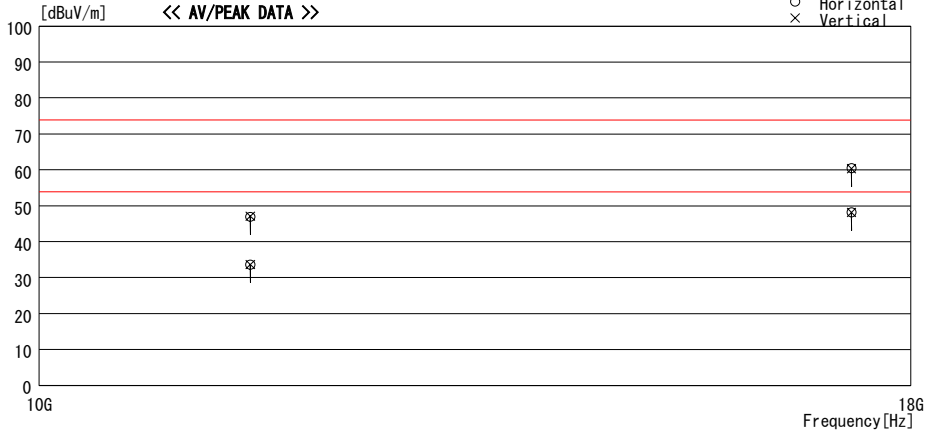 [dBuV/m] << AV/PEAK DATA >>
○ Horizontal
× Vertical
100
90
80
70
60
50
40
30
20
10
0
10G 18G
Frequency[Hz]